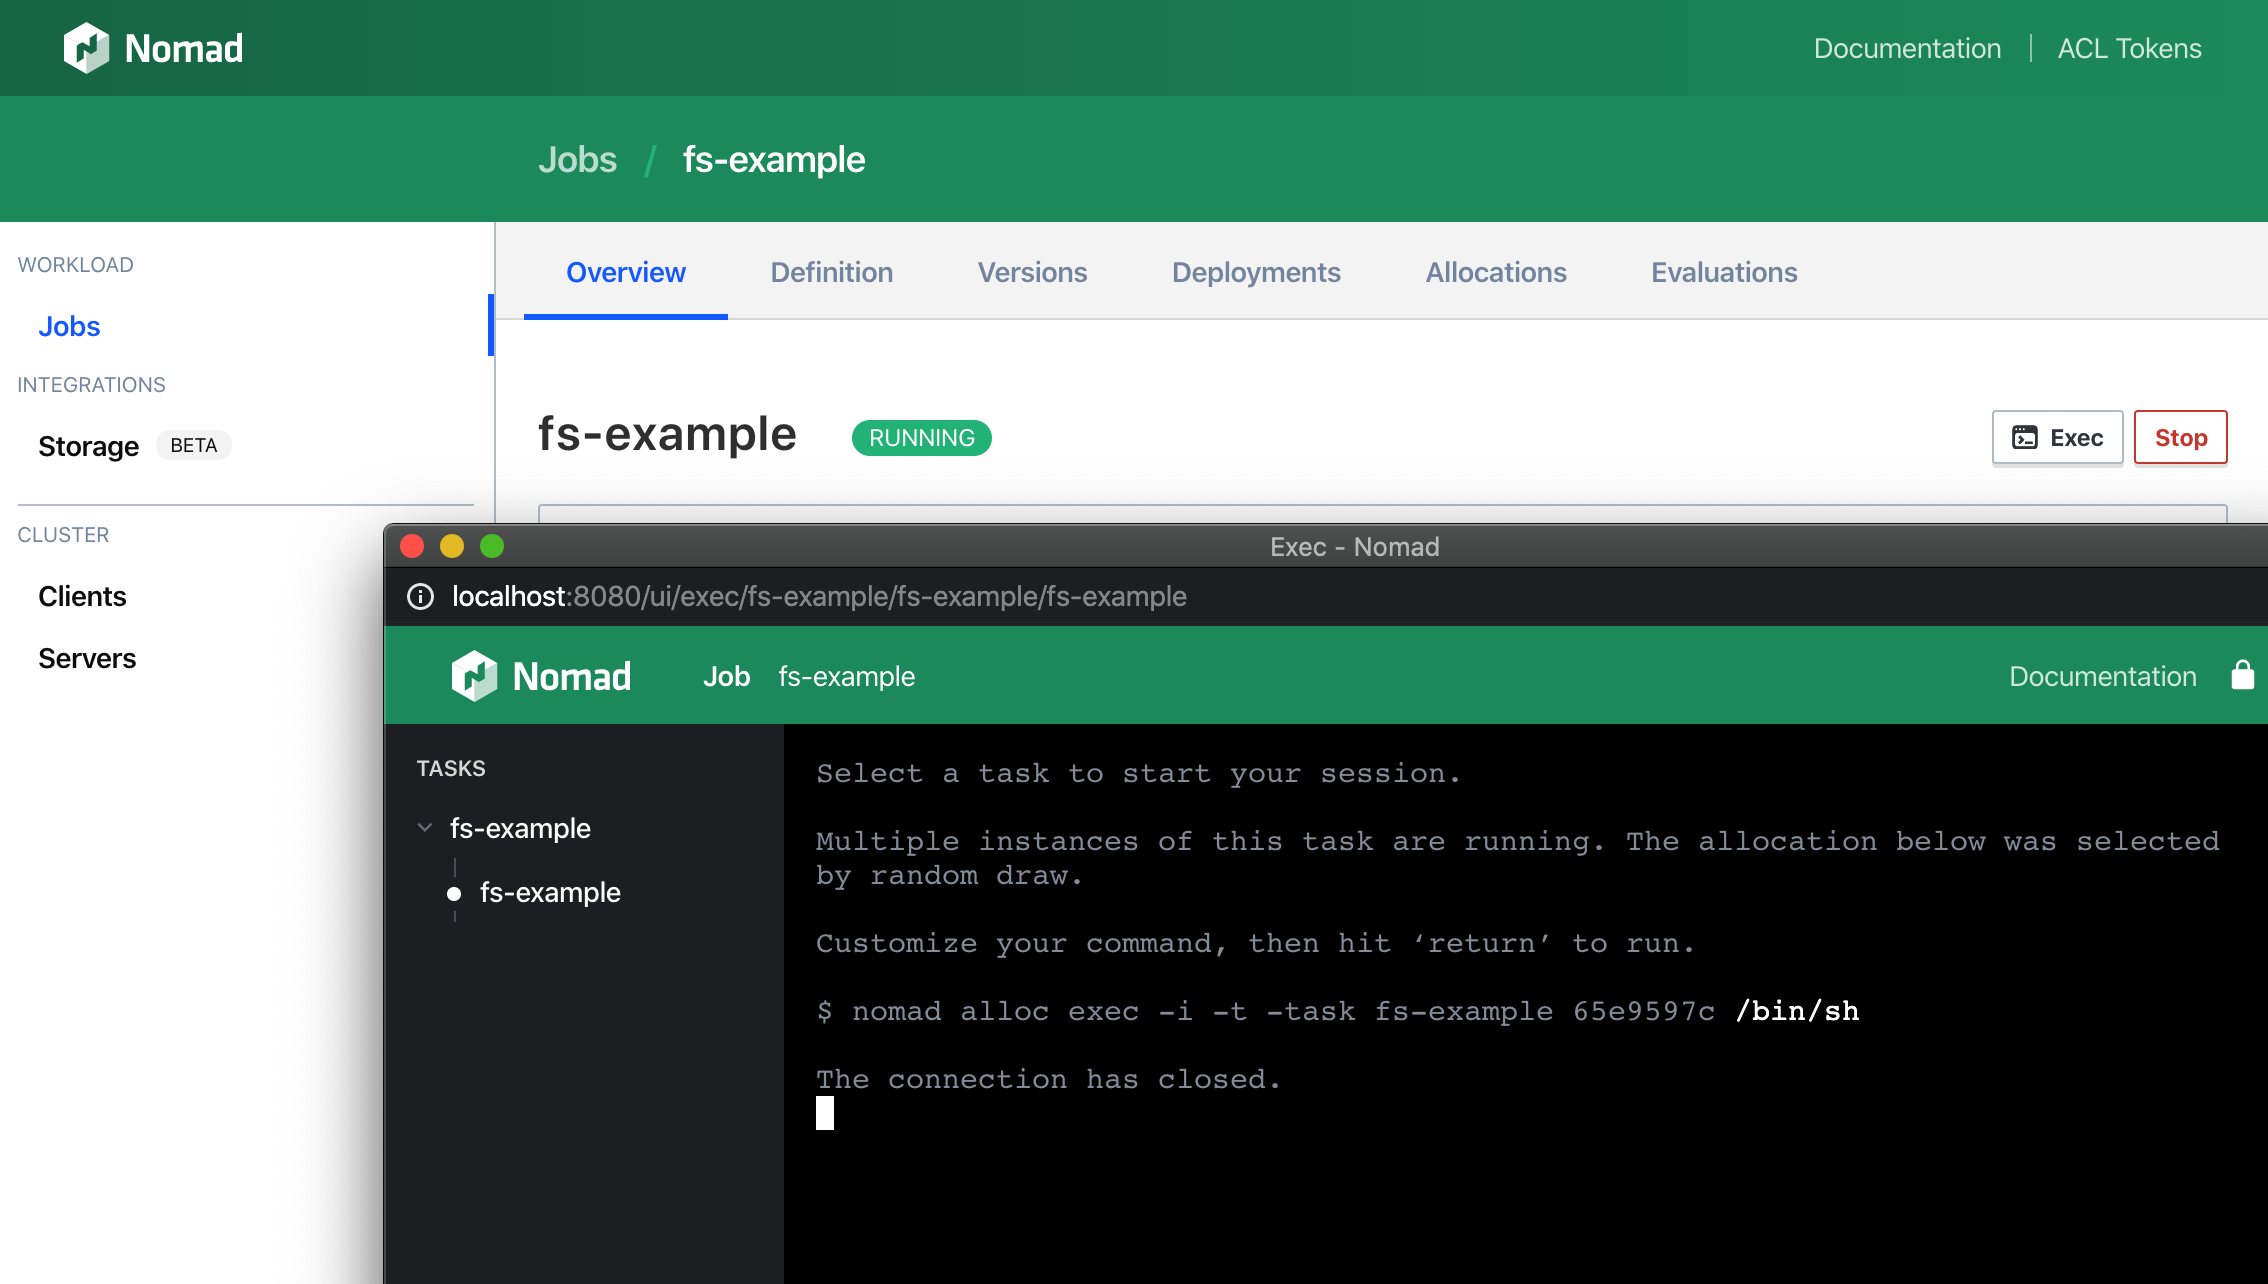 Nomad
Documentation
ACL Tokens
Jobs / fs-example
WORKLOAD
Jobs
INTEGRATIONS
Storage BETA
CLUSTER
Clients
Servers
Overview Definition Versions Deployments Allocations Evaluations
fs-example RUNNING
Exec
Stop
Exec - Nomad
localhost:8080/ui/exec/fs-example/fs-example/fs-example
Nomad
Job fs-example
Documentation
TASKS
fs-example
fs-example
Select a task to start your session.
Multiple instances of this task are running. The allocation below was selected
by random draw.
Customize your command, then hit ‘return’ to run.
$ nomad alloc exec -i -t -task fs-example 65e9597c /bin/sh
The connection has closed.